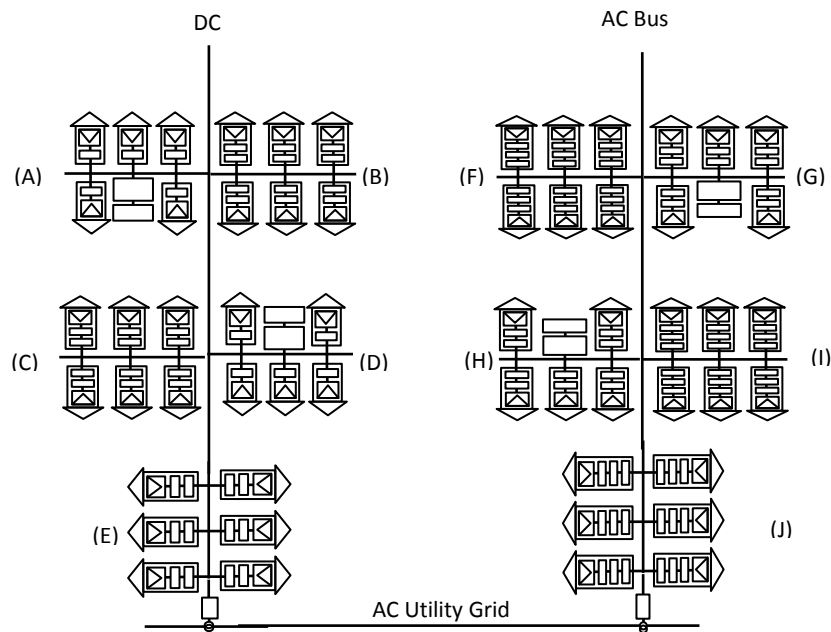 DC
AC Bus
(A)
(B)
(F)
(G)
(C)
(D)
(H)
(I)
(E)
(J)
AC Utility Grid